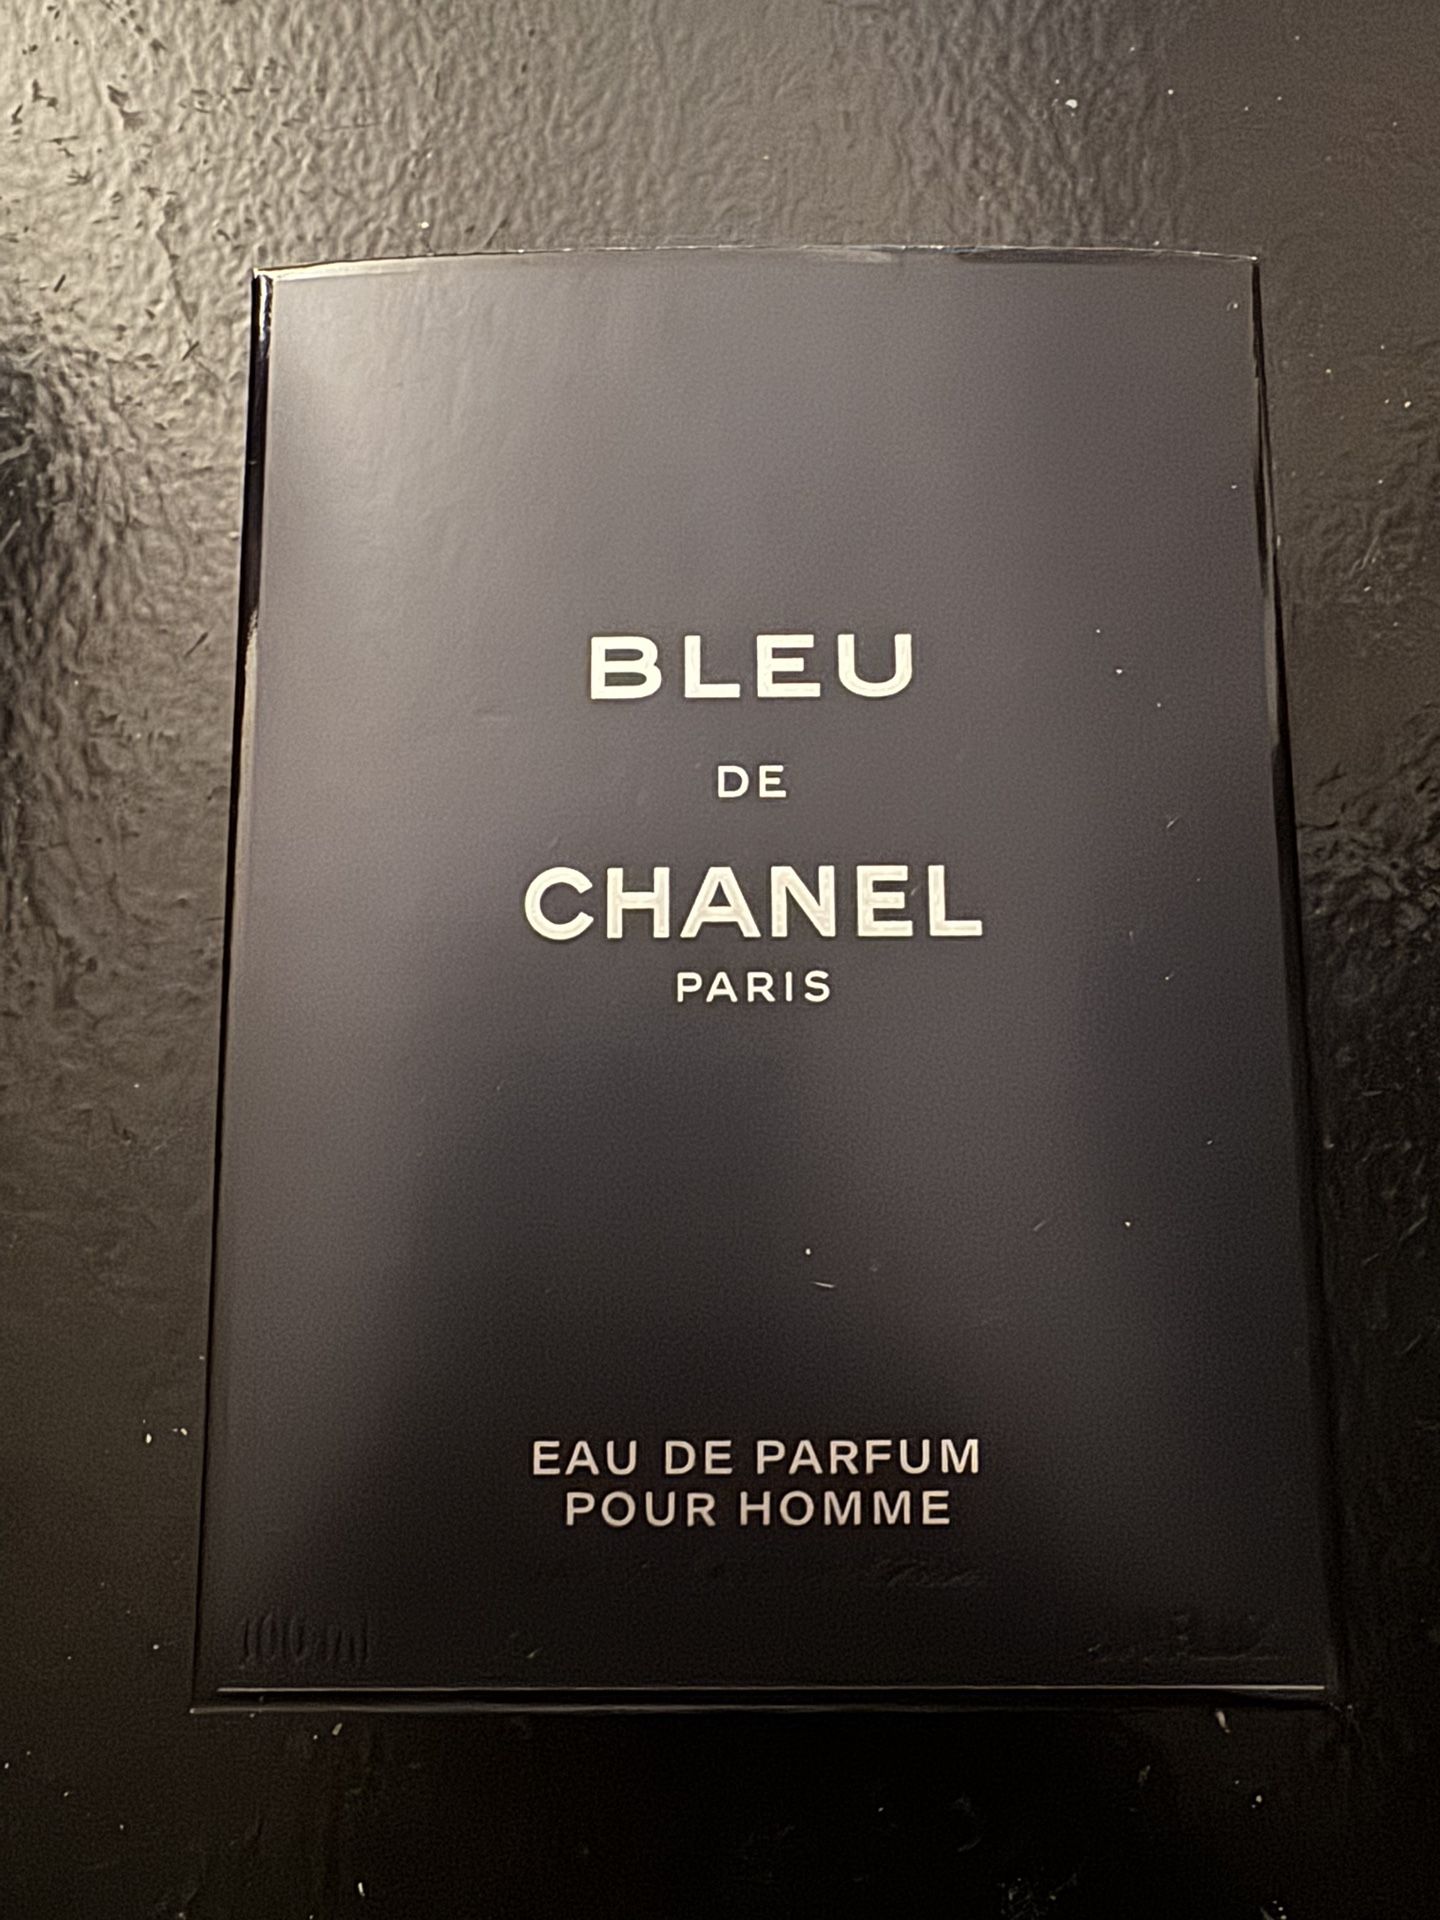 BLEU
DE
CHANEL
PARIS
EAU DE PARFUM
POUR HOMME
100 ml